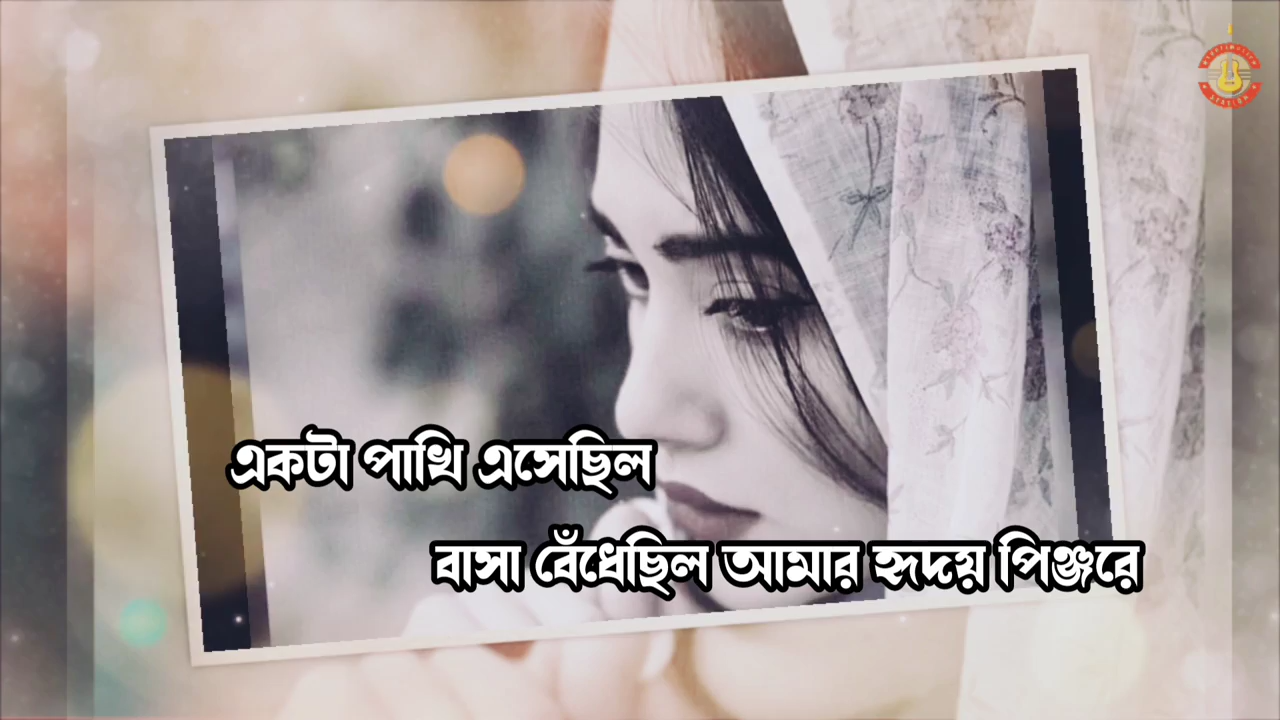 একটা পাখি এসেছিল
বাসা বেঁধেছিল আমার হৃদয় পিঞ্জরে